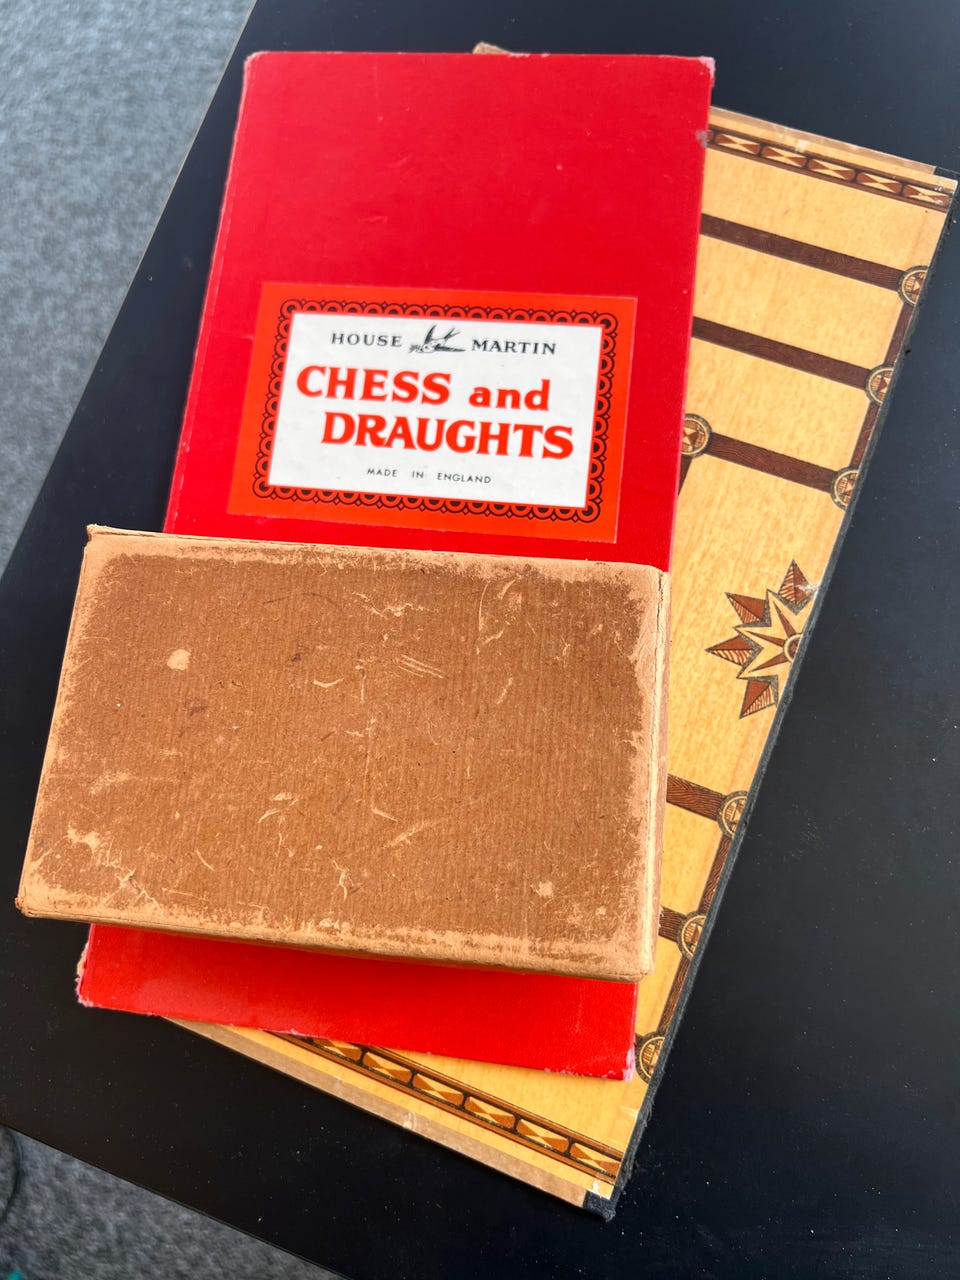 HOUSE MARTIN
CHESS and
DRAUGHTS
MADE IN ENGLAND